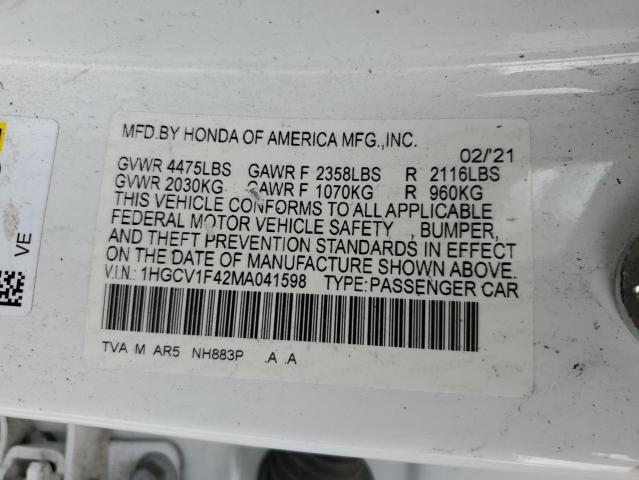 MFD.BY HONDA OF AMERICA MFG.,INC. 02/'21
GVWR 4475LBS GAWR F 2358LBS R 2116LBS
GVWR 2030KG GAWR F 1070KG R 960KG
THIS VEHICLE CONFORMS TO ALL APPLICABLE
FEDERAL MOTOR VEHICLE SAFETY , BUMPER,
AND THEFT PREVENTION STANDARDS IN EFFECT
ON THE DATE OF MANUFACTURE SHOWN ABOVE.
V.I.N.: 1HGCV1F42MA041598 TYPE:PASSENGER CAR
TVA M AR5 NH883P .A .A
VE